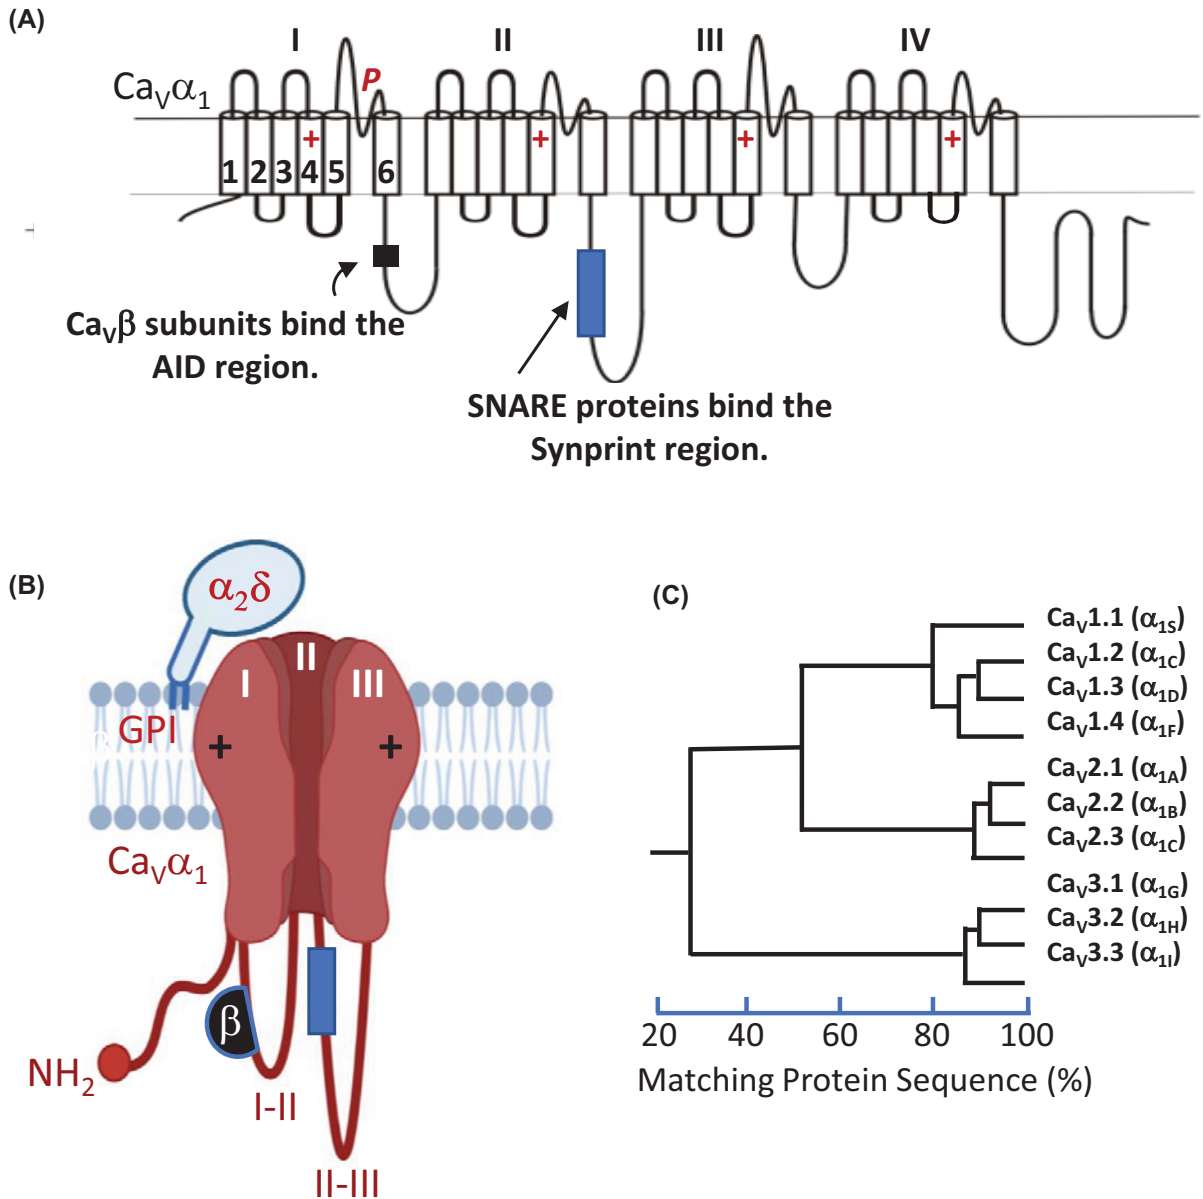 (A)
I II III IV
P
Caᵥα₁
+ + + +
1 2 3 4 5 6
Caᵥβ subunits bind the
AID region.
SNARE proteins bind the
Synprint region.
(B)
α₂δ
I II III
GPI
β
+ +
Caᵥα₁
β
NH₂
I-II
II-III
(C)
Caᵥ1.1 (α₁S)
Caᵥ1.2 (α₁C)
Caᵥ1.3 (α₁D)
Caᵥ1.4 (α₁F)
Caᵥ2.1 (α₁A)
Caᵥ2.2 (α₁B)
Caᵥ2.3 (α₁C)
Caᵥ3.1 (α₁G)
Caᵥ3.2 (α₁H)
Caᵥ3.3 (α₁I)
20 40 60 80 100
Matching Protein Sequence (%)